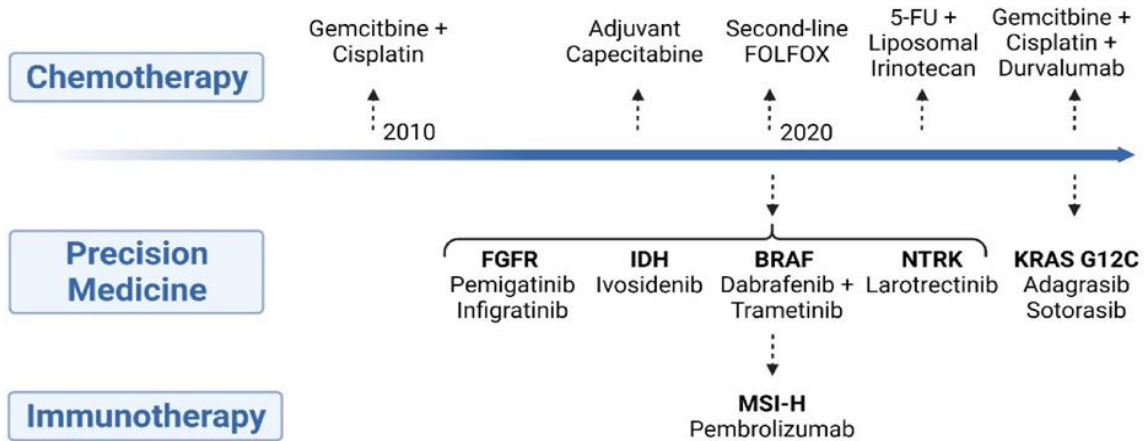 Chemotherapy
Gemcitbine +
Cisplatin
Adjuvant
Capecitabine
Second-line
FOLFOX
5-FU +
Liposomal
Irinotecan
Gemcitbine +
Cisplatin +
Durvalumab
2010
2020
Precision
Medicine
FGFR
Pemigatinib
Infigratinib
IDH
Ivosidenib
BRAF
Dabrafenib +
Trametinib
NTRK
Larotrectinib
KRAS G12C
Adagrasib
Sotorasib
Immunotherapy
MSI-H
Pembrolizumab